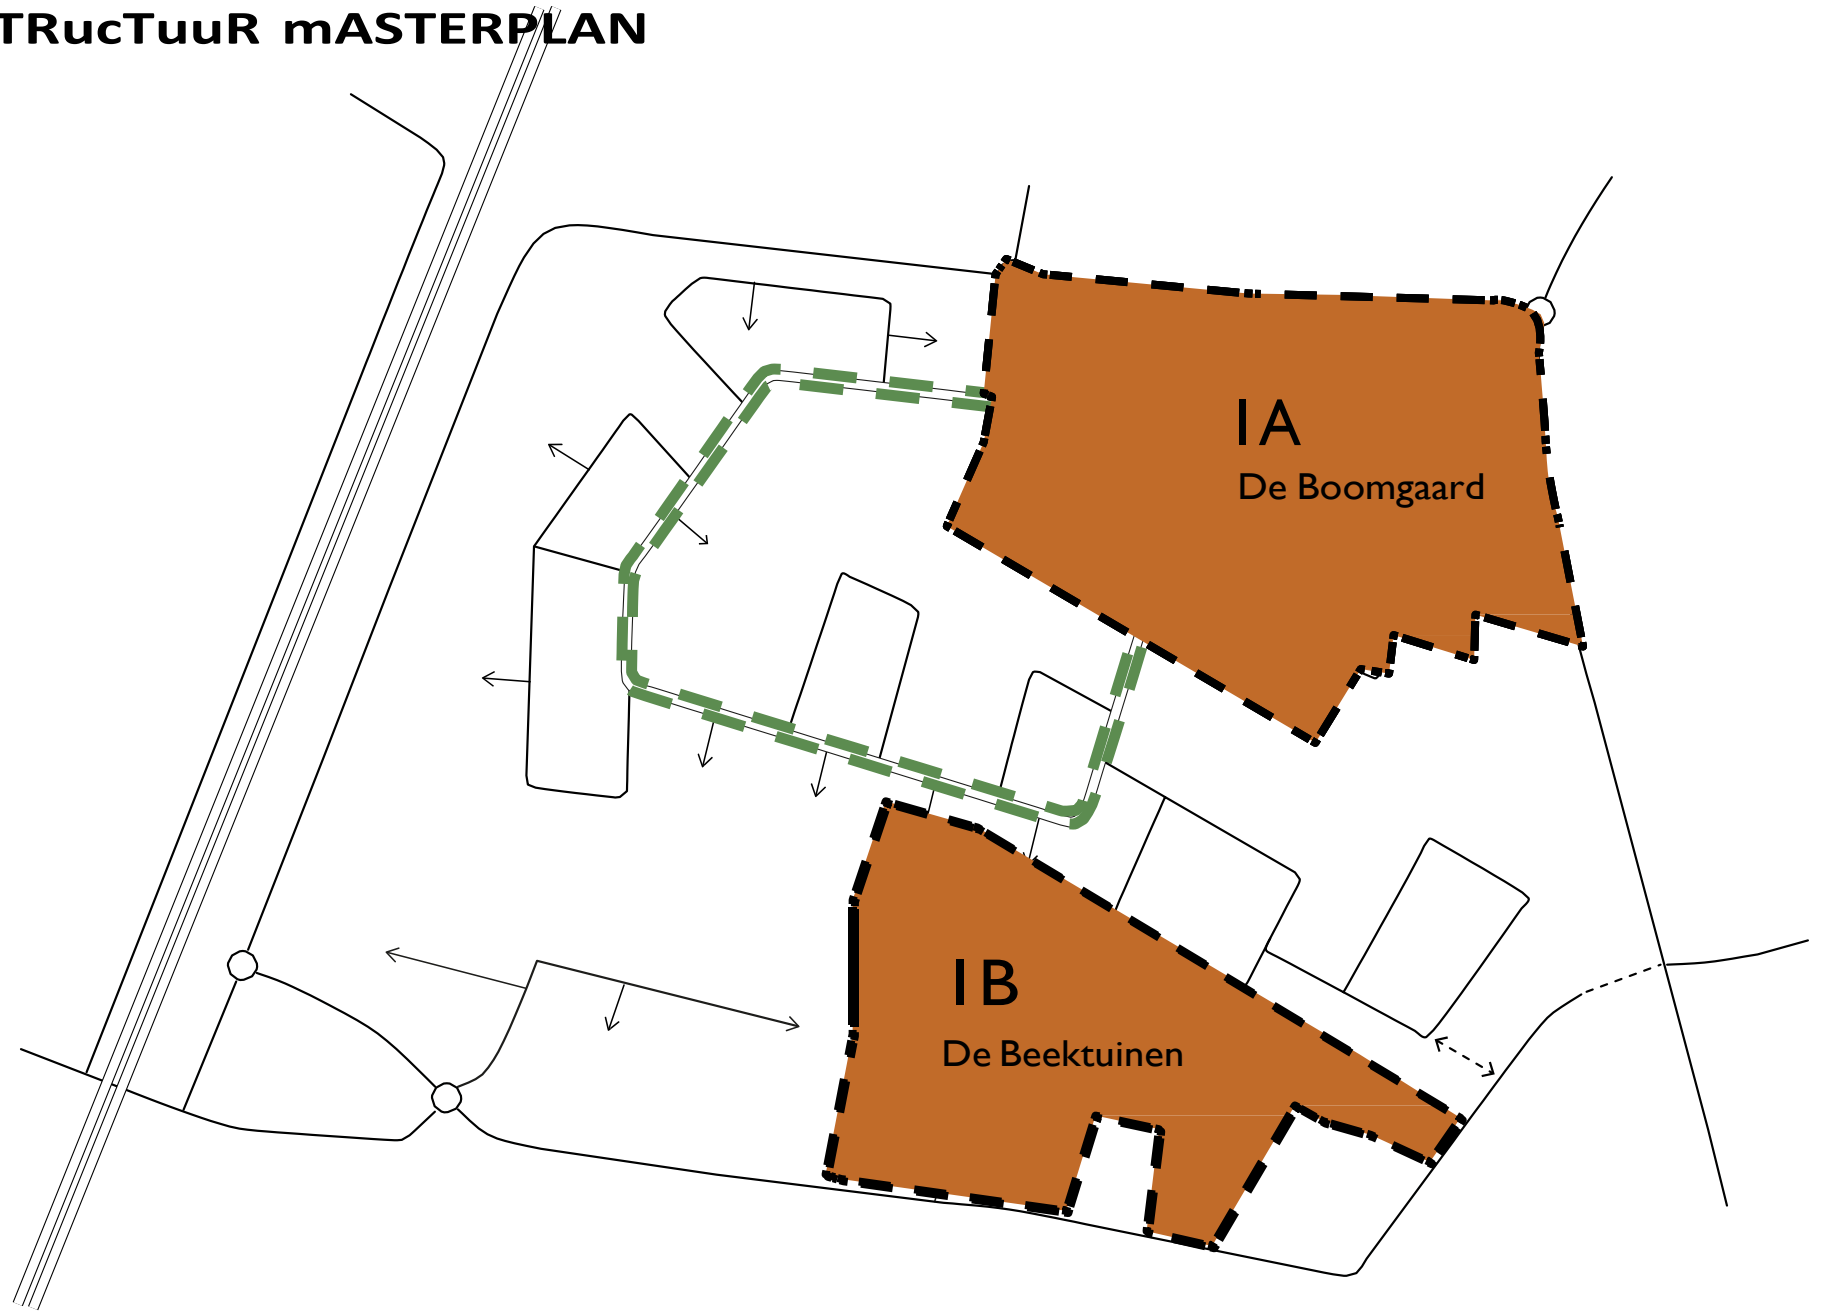 TRucTuuR mASTERPLAN
1A
De Boomgaard
1B
De Beektuinen